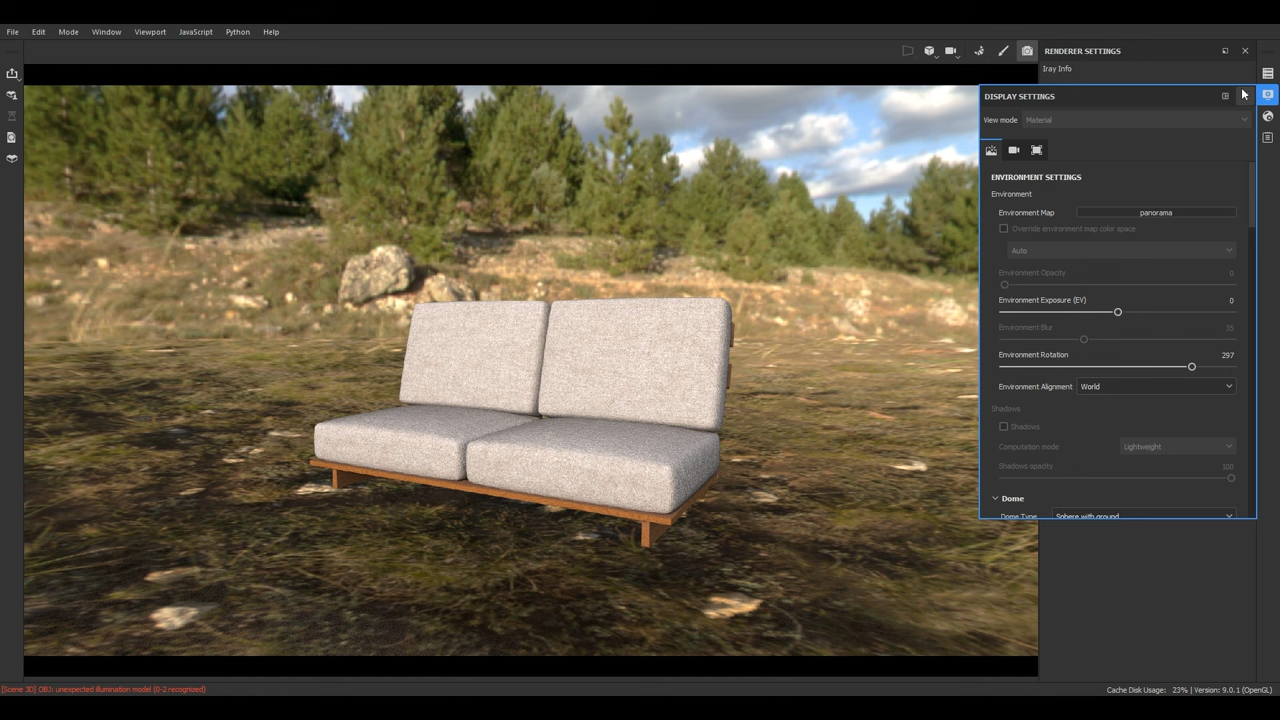 File Edit Mode Window Viewport JavaScript Python Help
RENDERER SETTINGS
Iray Info
DISPLAY SETTINGS
View mode Material
ENVIRONMENT SETTINGS
Environment
Environment Map panorama
Override environment map color space
Auto
Environment Opacity 0
Environment Exposure (EV) 0
Environment Blur 35
Environment Rotation 297
Environment Alignment World
Shadows
Shadows
Computation mode Lightweight
Shadows opacity 100
Dome
Dome Type Sphere with ground
[Scene 3D] OBJ: unexpected illumination model (0-2 recognized)
Cache Disk Usage: 23% | Version: 9.0.1 (OpenGL)